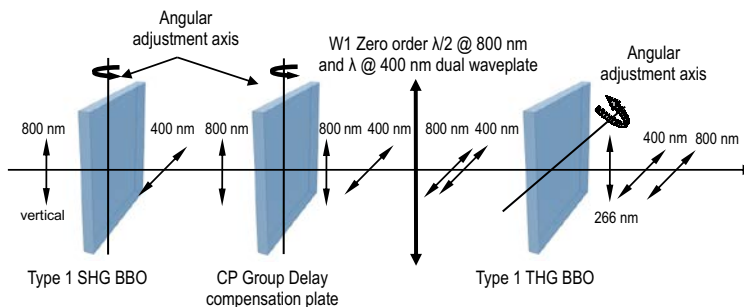 Angular
adjustment axis
W1 Zero order λ/2 @ 800 nm
and λ @ 400 nm dual waveplate
Angular
adjustment axis
800 nm
400 nm
800 nm
800 nm
400 nm
800 nm
400 nm
400 nm
800 nm
vertical
266 nm
Type 1 SHG BBO
CP Group Delay
compensation plate
Type 1 THG BBO